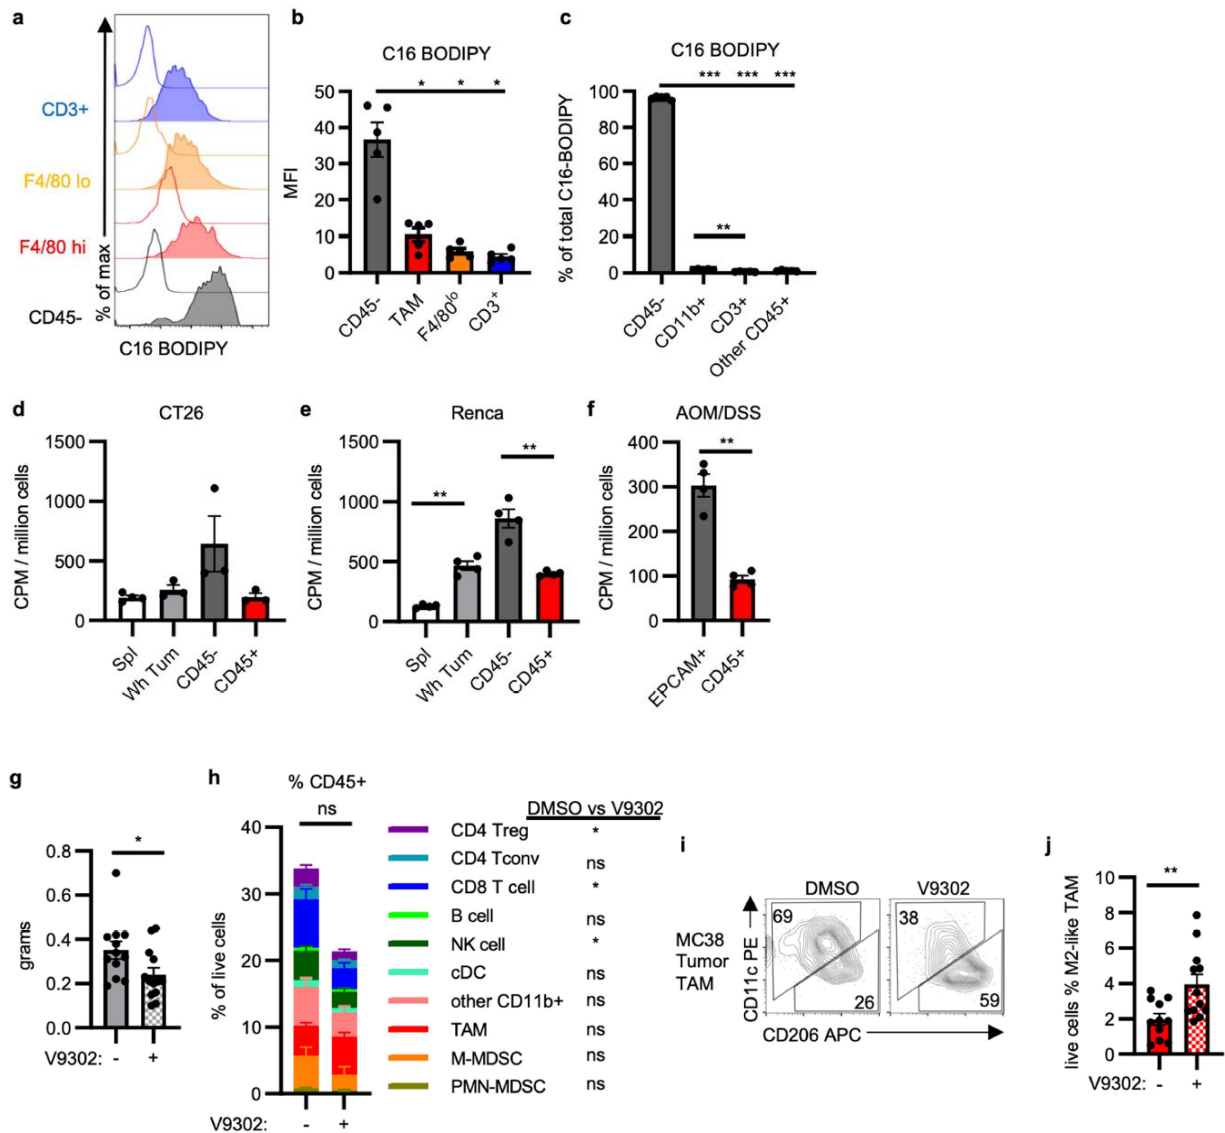 a
CD3+
F4/80 lo
F4/80 hi
CD45-
% of max
C16 BODIPY
b
C16 BODIPY
* * *
MFI
50
40
30
20
10
0
CD45-
TAM
F4/80lo
CD3+
c
C16 BODIPY
*** *** ***
**
% of total C16-BODIPY
100
80
60
40
20
0
CD45-
CD11b+
CD3+
Other CD45+
d
CT26
CPM / million cells
1500
1000
500
0
Spl
Wh Tum
CD45-
CD45+
e
Renca
**
**
CPM / million cells
1500
1000
500
0
Spl
Wh Tum
CD45-
CD45+
f
AOM/DSS
**
CPM / million cells
400
300
200
100
0
EPCAM+
CD45+
g
*
grams
0.8
0.6
0.4
0.2
0.0
V9302: - +
h
% CD45+
ns
% of live cells
40
30
20
10
0
V9302: - +
DMSO vs V9302
CD4 Treg *
CD4 Tconv ns
CD8 T cell *
B cell ns
NK cell *
cDC ns
other CD11b+ ns
TAM ns
M-MDSC ns
PMN-MDSC ns
i
MC38
Tumor
TAM
DMSO
V9302
69
26
38
59
CD11c PE
CD206 APC
j
**
live cells % M2-like TAM
10
8
6
4
2
0
V9302: - +